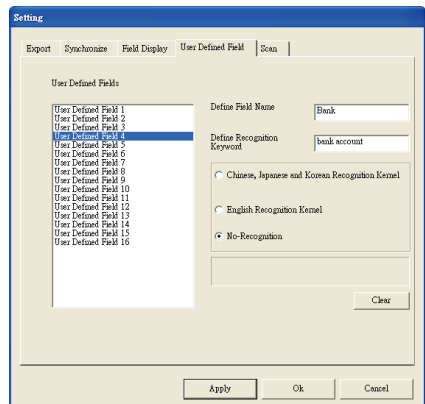 Setting
Export Synchronize Field Display User Defined Field Scan
User Defined Fields
User Defined Field 1
User Defined Field 2
User Defined Field 3
User Defined Field 4
User Defined Field 5
User Defined Field 6
User Defined Field 7
User Defined Field 8
User Defined Field 9
User Defined Field 10
User Defined Field 11
User Defined Field 12
User Defined Field 13
User Defined Field 14
User Defined Field 15
User Defined Field 16
Define Field Name
Bank
Define Recognition
Keyword
bank account
Chinese, Japanese and Korean Recognition Kernel
English Recognition Kernel
No-Recognition
Clear
Apply Ok Cancel